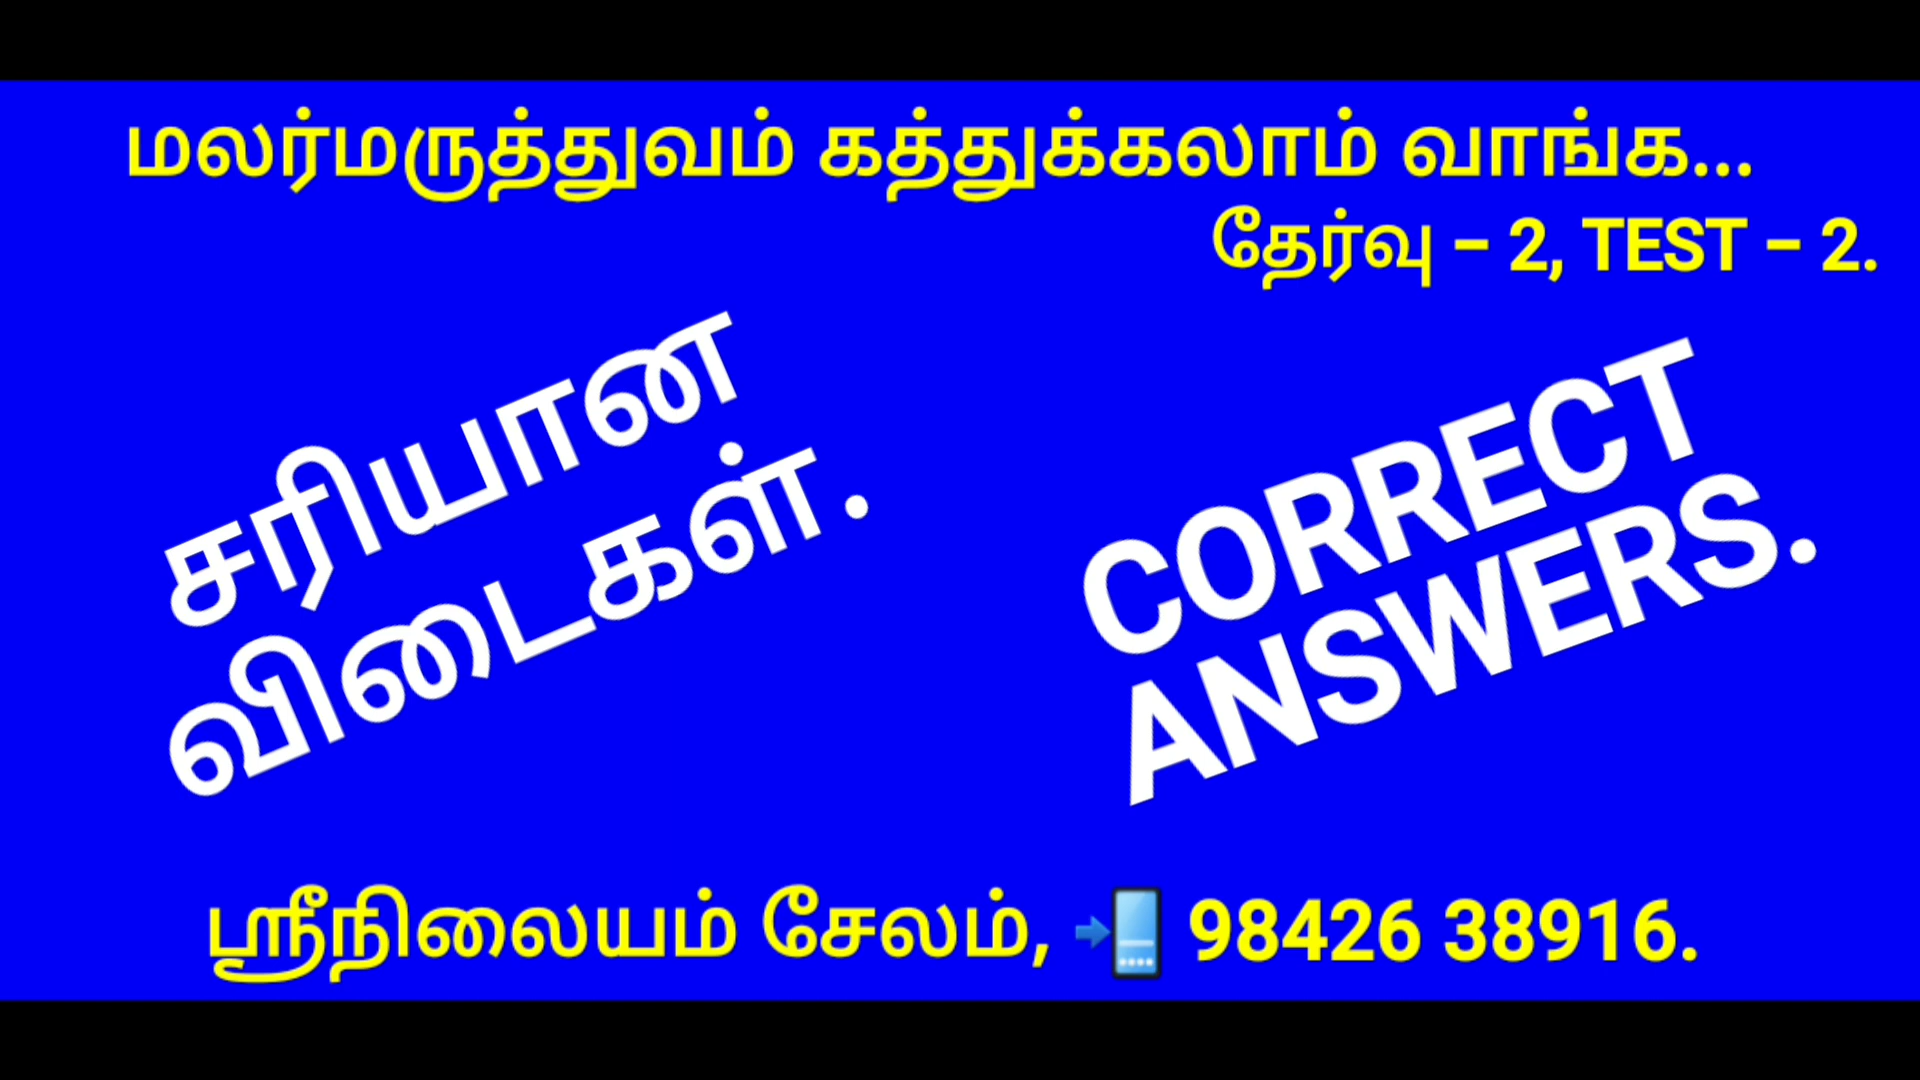 மலர்மருத்துவம் கத்துக்கலாம் வாங்க...
தேர்வு – 2, TEST – 2.
சரியான
விடைகள்.
CORRECT
ANSWERS.
ஸ்ரீநிலையம் சேலம், 📲 98426 38916.